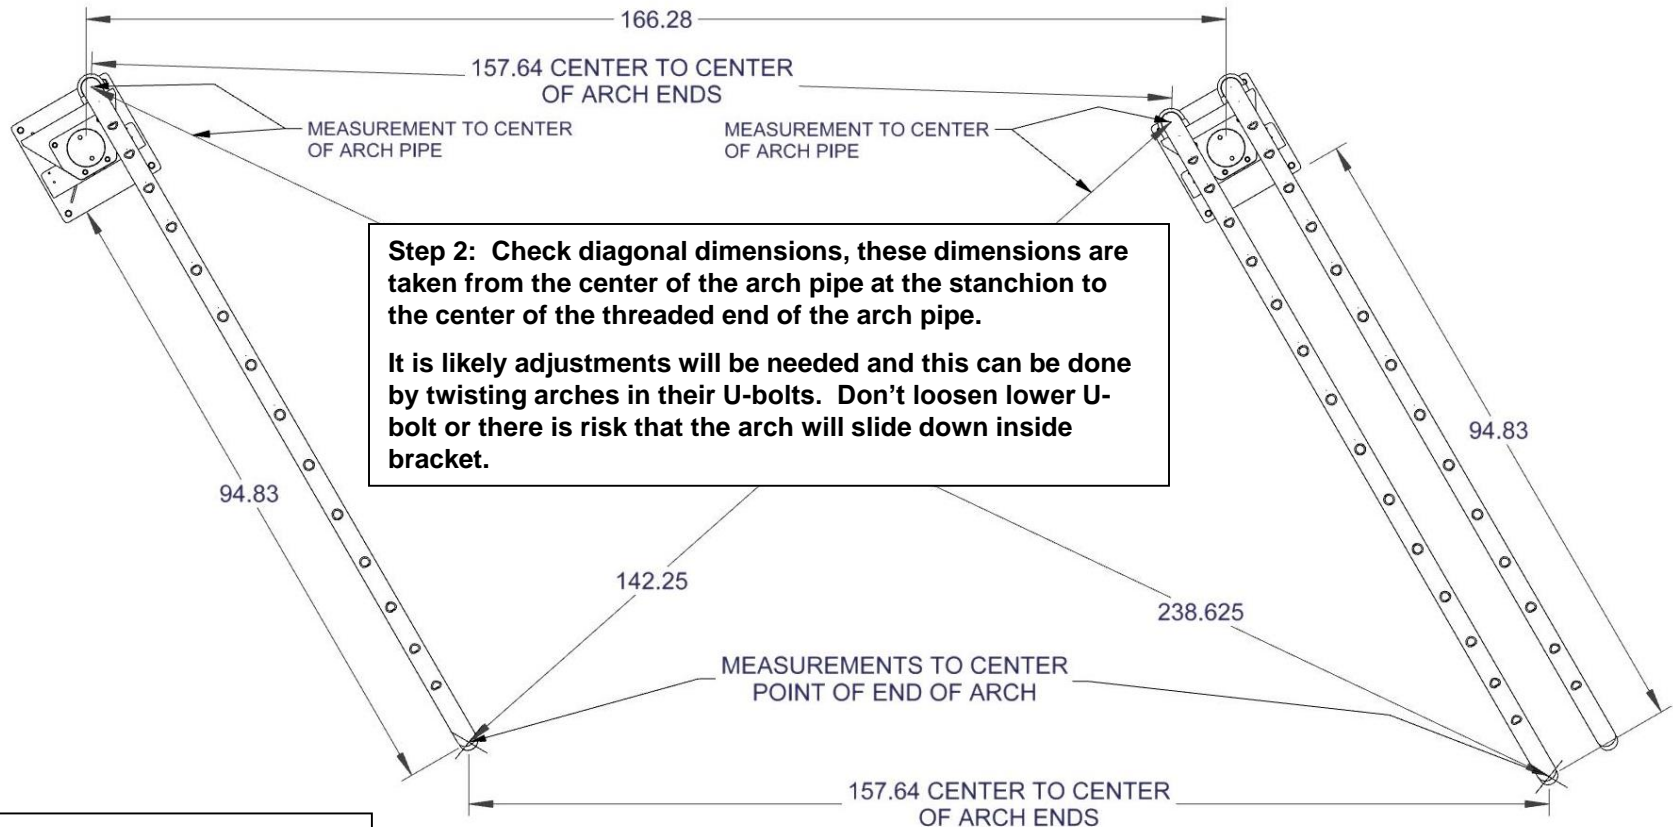 166.28
157.64 CENTER TO CENTER
OF ARCH ENDS
MEASUREMENT TO CENTER
OF ARCH PIPE
MEASUREMENT TO CENTER
OF ARCH PIPE
Step 2:  Check diagonal dimensions, these dimensions are
taken from the center of the arch pipe at the stanchion to
the center of the threaded end of the arch pipe.
It is likely adjustments will be needed and this can be done
by twisting arches in their U-bolts.  Don’t loosen lower U-
bolt or there is risk that the arch will slide down inside
bracket.
94.83
94.83
142.25
238.625
MEASUREMENTS TO CENTER
POINT OF END OF ARCH
157.64 CENTER TO CENTER
OF ARCH ENDS